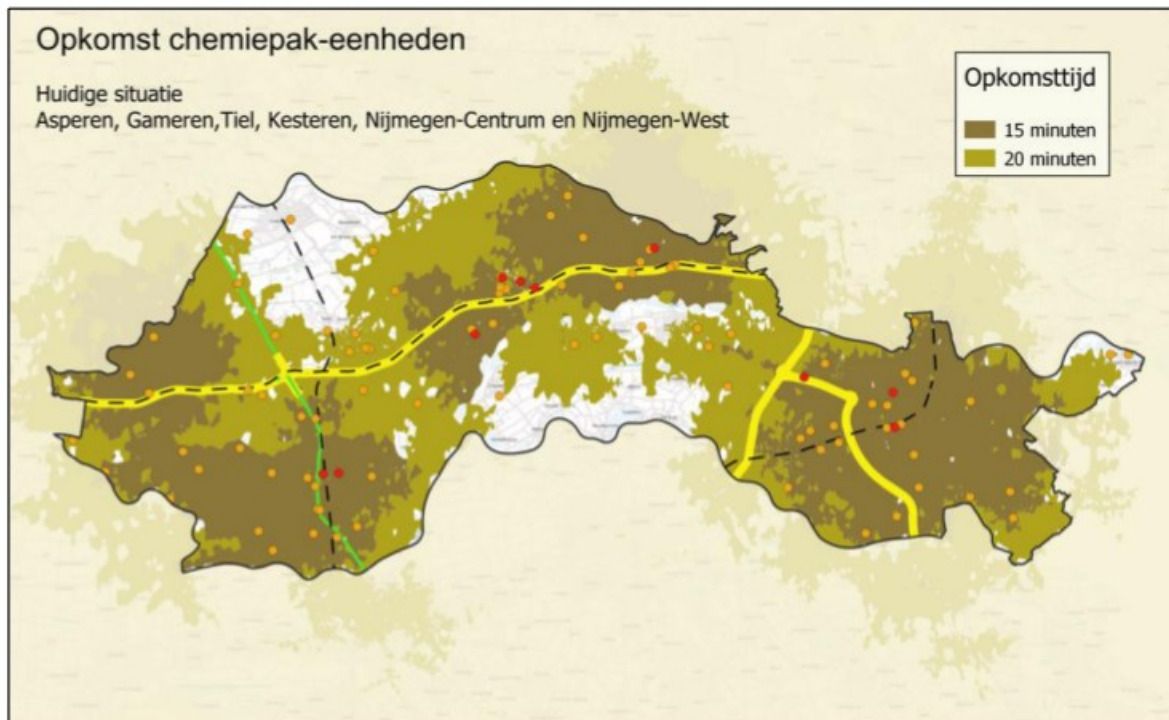 Opkomst chemiepak-eenheden
Huidige situatie
Asperen, Gameren,Tiel, Kesteren, Nijmegen-Centrum en Nijmegen-West
Opkomsttijd
15 minuten
20 minuten